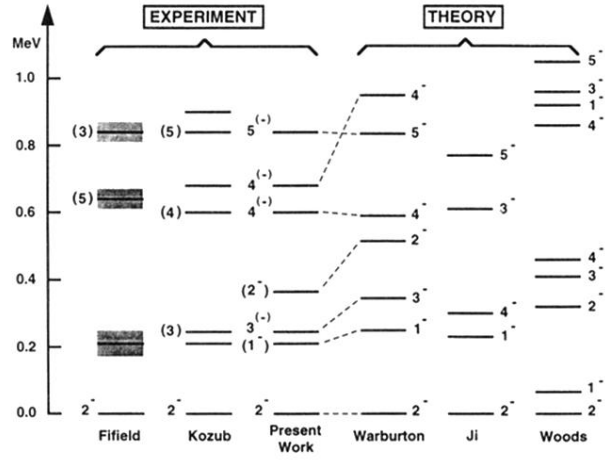 EXPERIMENT THEORY
MeV
5⁻
1.0
3⁻
4⁻ 1⁻
4⁻
(3) (5) 5⁽⁻⁾ 5⁻
0.8
5⁻
4⁽⁻⁾
(5)
0.6 (4) 4⁽⁻⁾ 4⁻ 3⁻
2⁻
4⁻
0.4 3⁻
(2⁻)
3⁻ 4⁻ 2⁻
(3) 3⁽⁻⁾ 1⁻ 1⁻
0.2 (1⁻)
1⁻
0.0 2⁻ 2⁻ 2⁻ 2⁻ 2⁻ 2⁻
Fifield Kozub Present Warburton Ji Woods
Work